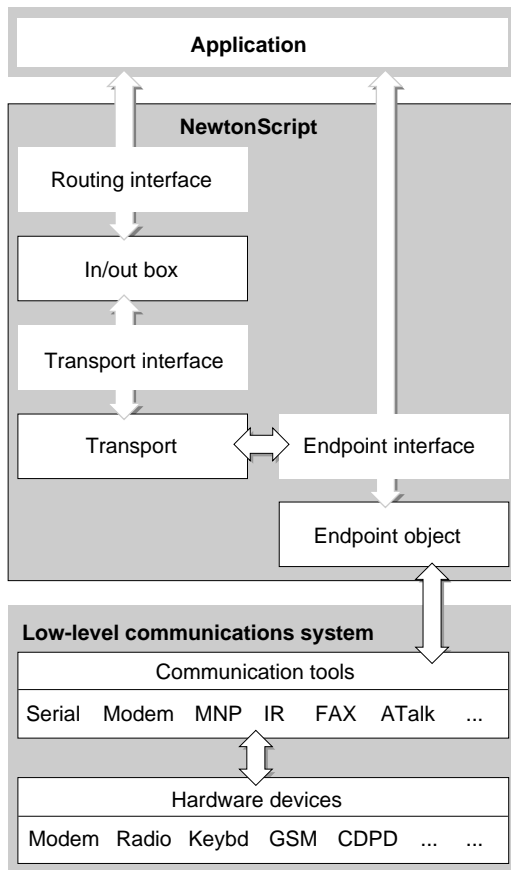 Application
NewtonScript
Routing interface
In/out box
Transport interface
Transport
Endpoint interface
Endpoint object
Low-level communications system
Communication tools
Serial Modem MNP IR FAX ATalk ...
Hardware devices
Modem Radio Keybd GSM CDPD ... ...